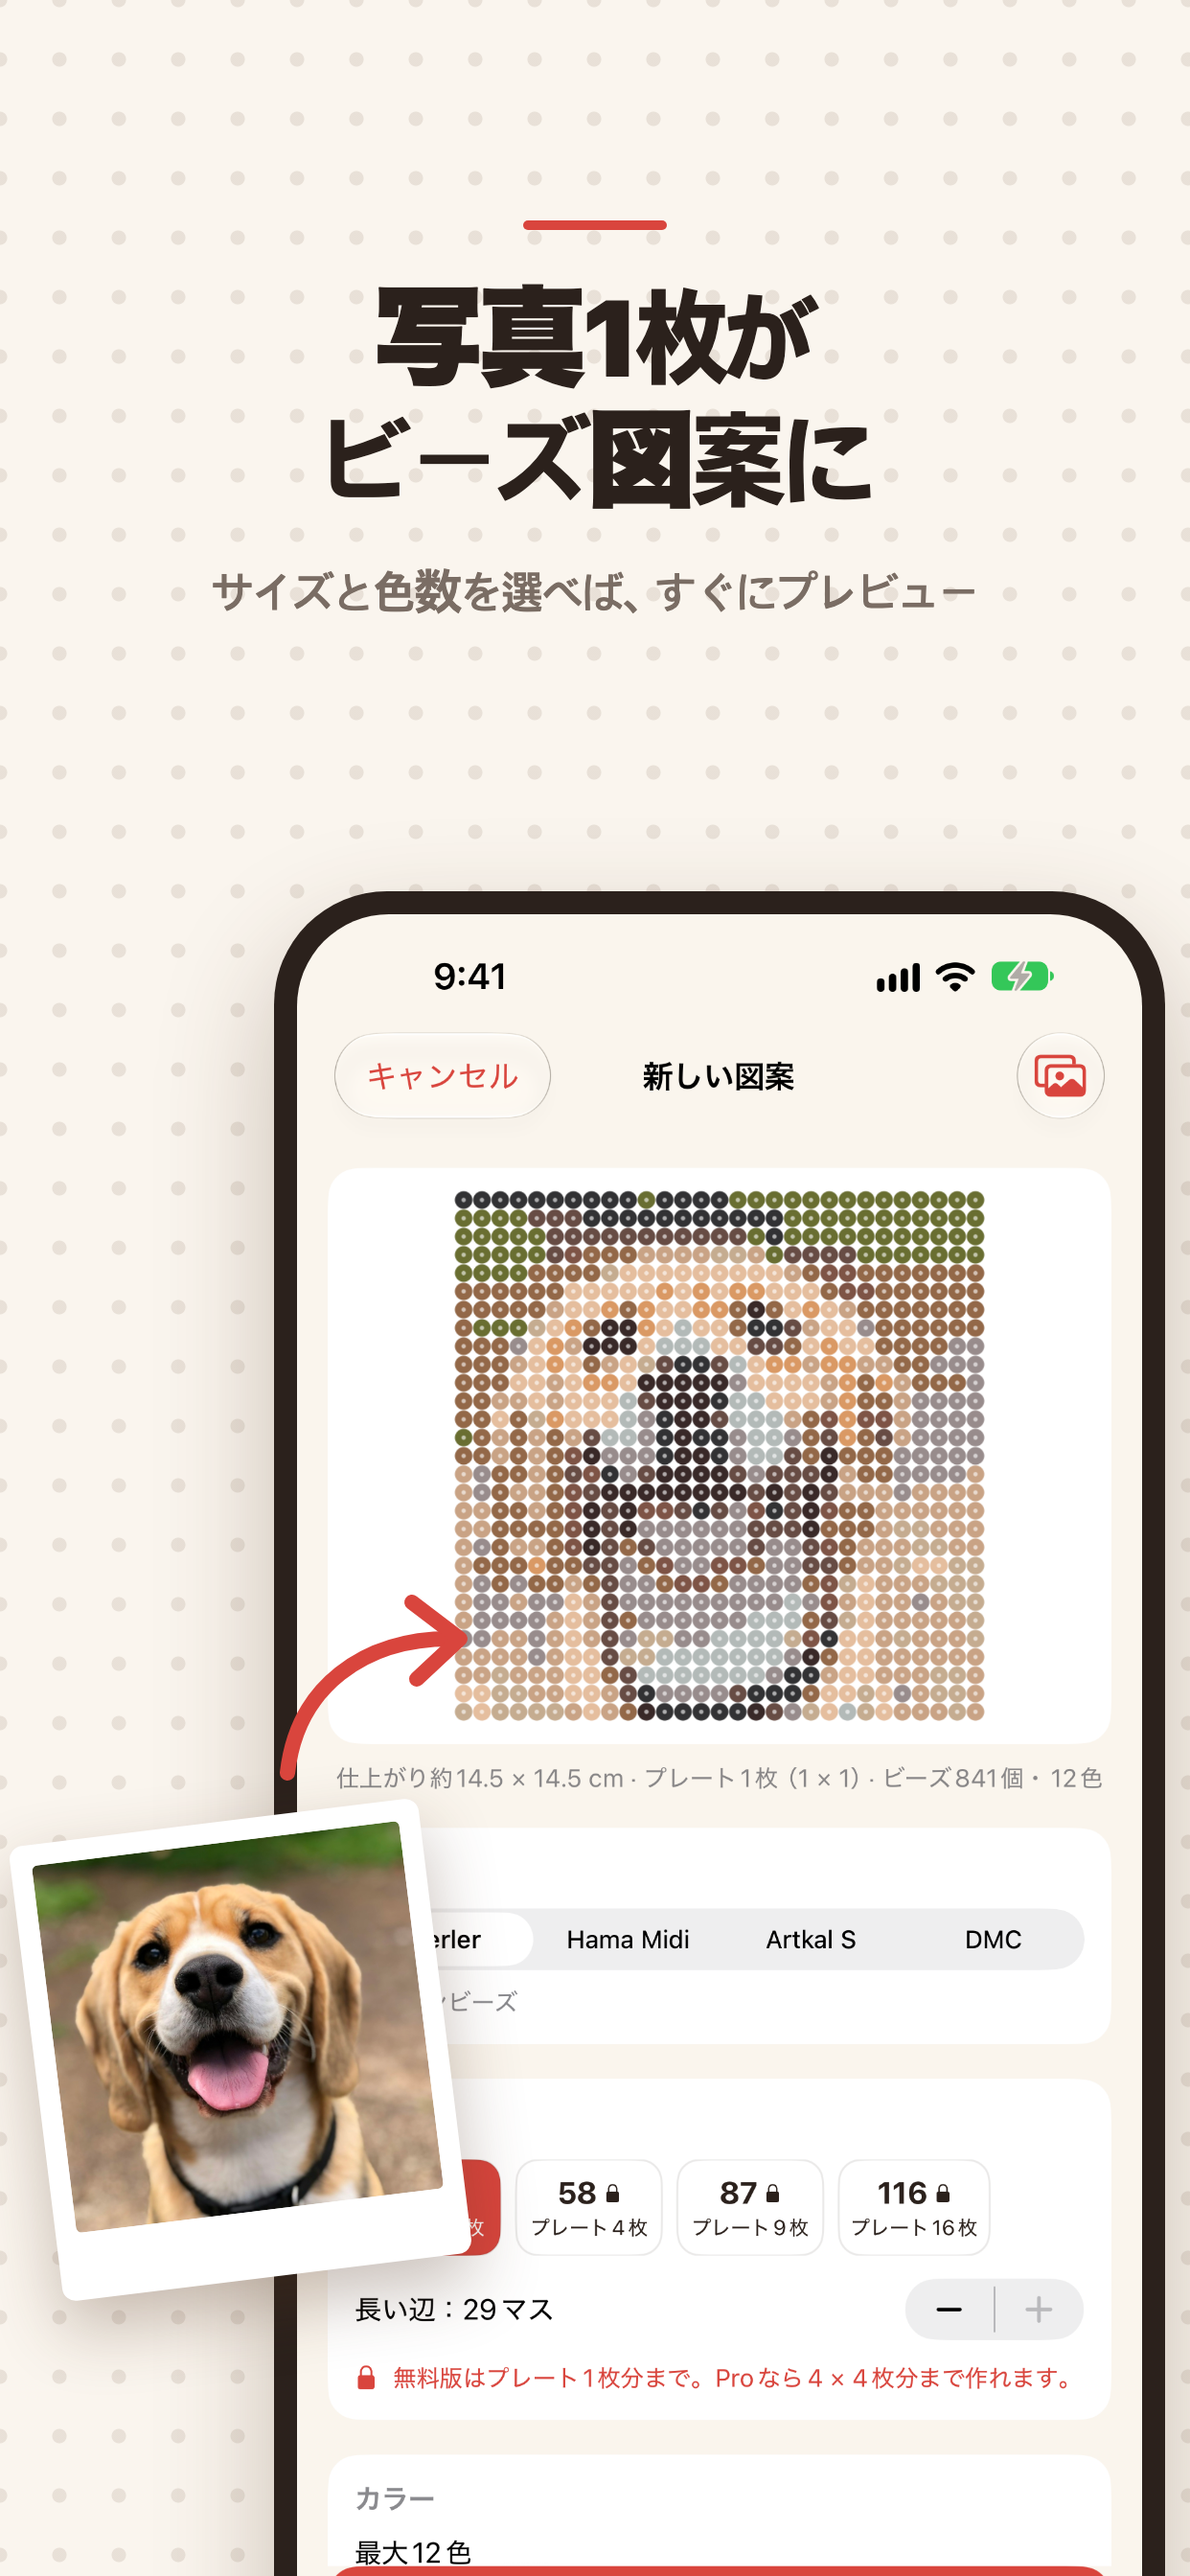 写真1枚が
ビーズ図案に
サイズと色数を選べば、すぐにプレビュー
9:41
キャンセル
新しい図案
仕上がり約14.5 × 14.5 cm · プレート1枚（1 × 1）· ビーズ841個・12色
erler
Hama Midi
Artkal S
DMC
ビーズ
58
プレート4枚
87
プレート9枚
116
プレート16枚
枚
長い辺：29マス
− +
無料版はプレート1枚分まで。Proなら4 × 4枚分まで作れます。
カラー
最大12色